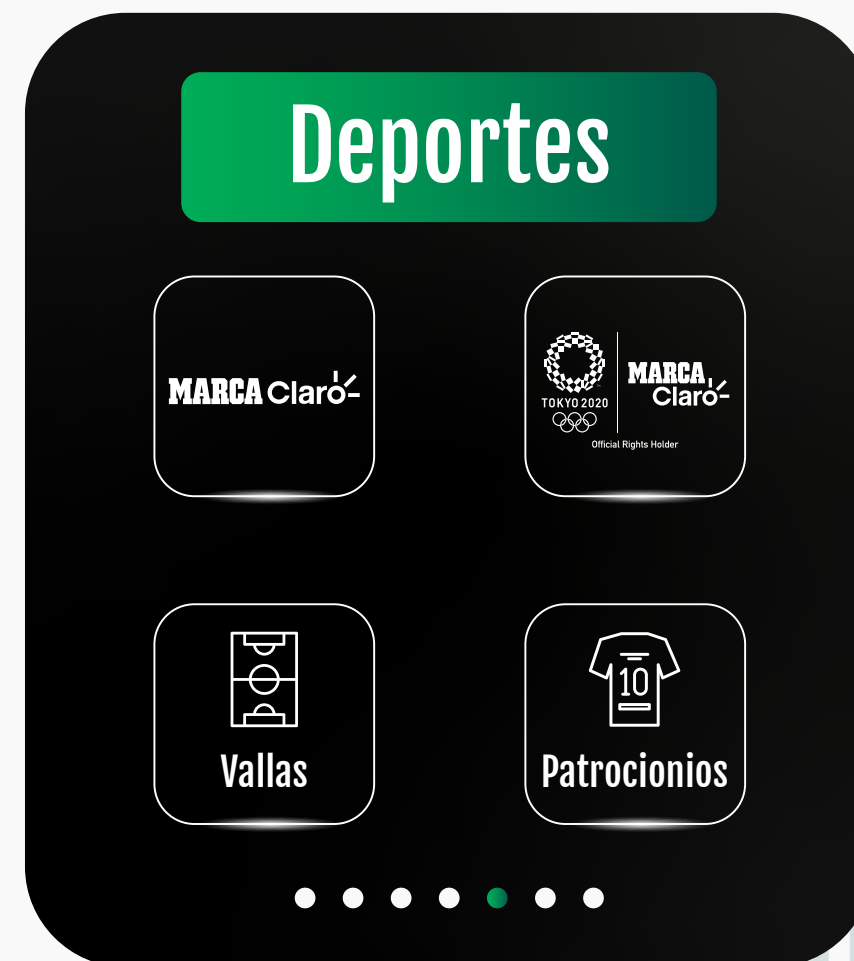 Deportes
MARCA Claro
TOKYO 2020
MARCA
Claro
Official Rights Holder
10
Vallas
Patrocionios